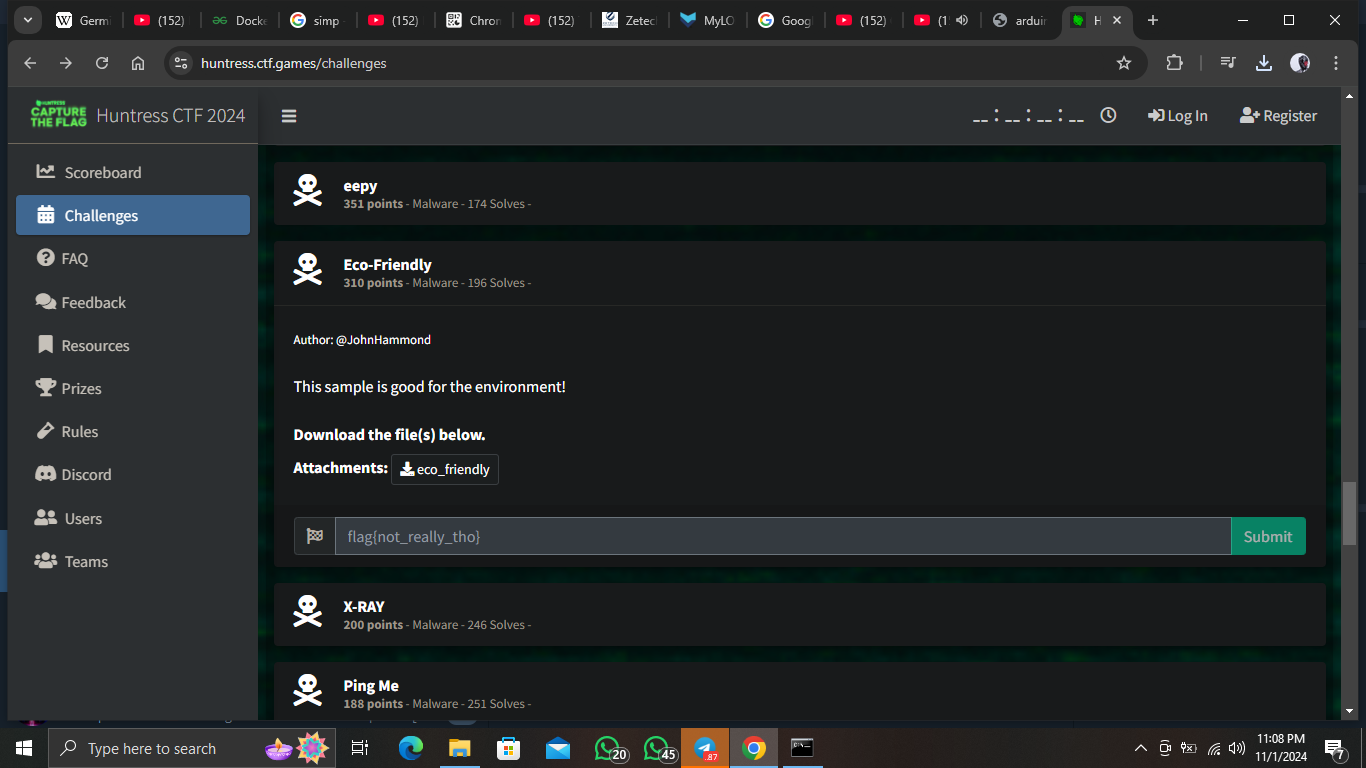 Germi
(152)
Docke
simp
(152)
Chron
(152)
Zetec
MyLO
Googl
(152)
(1
arduir
H
huntress.ctf.games/challenges
HUNTRESS
CAPTURE
THE FLAG
Huntress CTF 2024
-- : -- : -- : --
Log In
Register
Scoreboard
Challenges
FAQ
Feedback
Resources
Prizes
Rules
Discord
Users
Teams
eepy
351 points - Malware - 174 Solves -
Eco-Friendly
310 points - Malware - 196 Solves -
Author: @JohnHammond
This sample is good for the environment!
Download the file(s) below.
Attachments: eco_friendly
flag{not_really_tho}
Submit
X-RAY
200 points - Malware - 246 Solves -
Ping Me
188 points - Malware - 251 Solves -
Type here to search
20
45
87
11:08 PM
11/1/2024
7